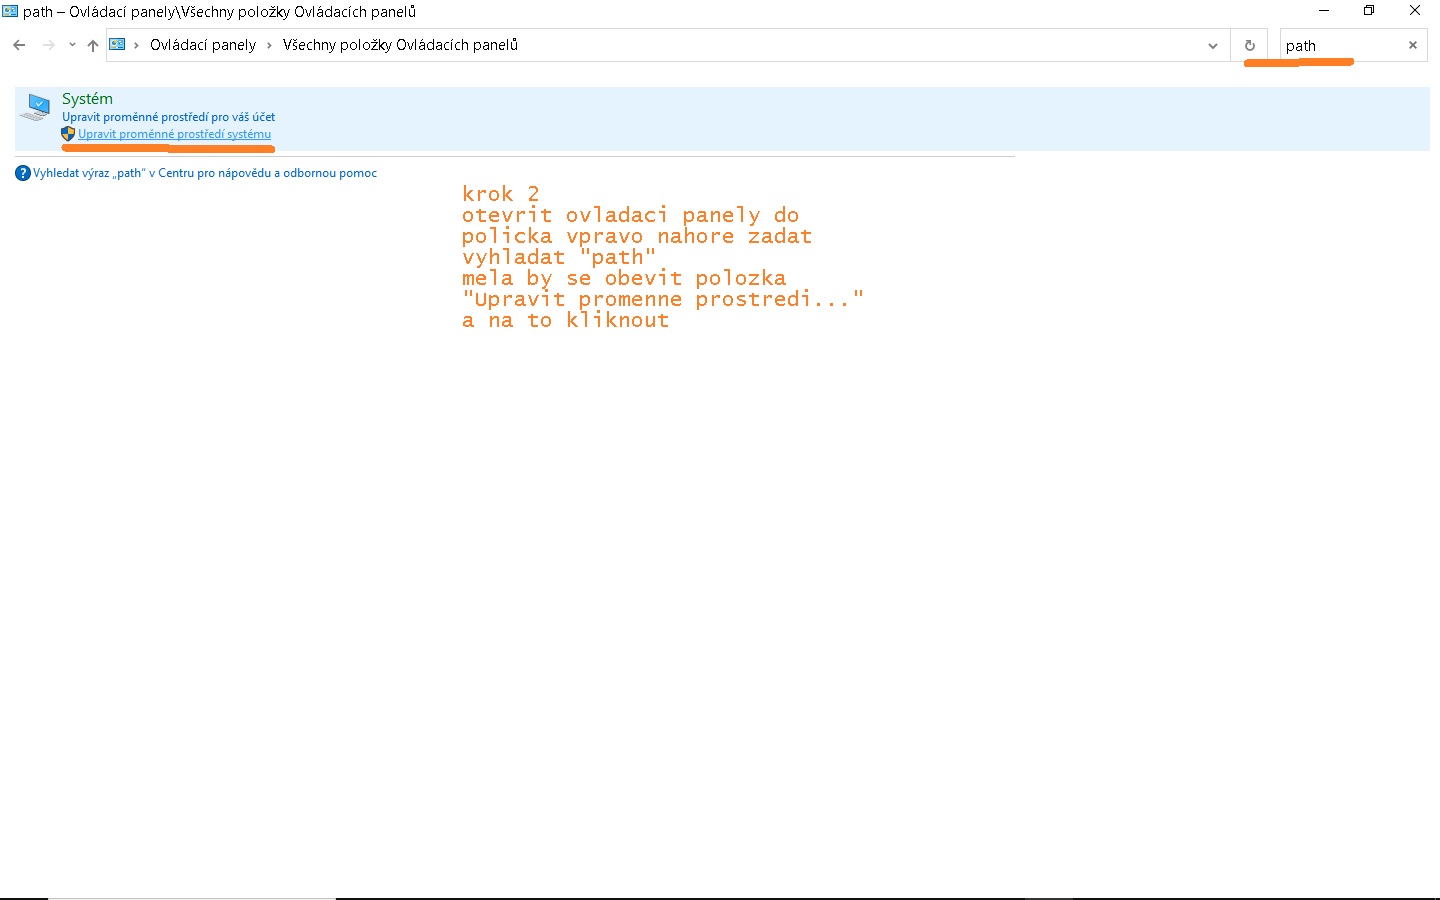 path – Ovládací panely\Všechny položky Ovládacích panelů
Ovládací panely › Všechny položky Ovládacích panelů
path
Systém
Upravit proměnné prostředí pro váš účet
Upravit proměnné prostředí systému
Vyhledat výraz „path“ v Centru pro nápovědu a odbornou pomoc
krok 2
otevrit ovladaci panely do
policka vpravo nahore zadat
vyhladat "path"
mela by se obevit polozka
"Upravit promenne prostredi..."
a na to kliknout